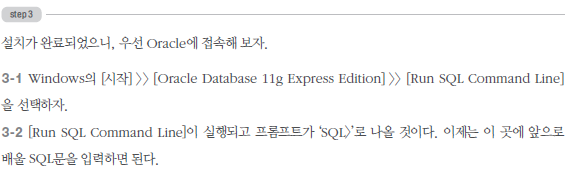 step 3
설치가 완료되었으니, 우선 Oracle에 접속해 보자.
3-1 Windows의 [시작] 》 [Oracle Database 11g Express Edition] 》 [Run SQL Command Line]
을 선택하자.
3-2 [Run SQL Command Line]이 실행되고 프롬프트가 'SQL>'로 나올 것이다. 이제는 이 곳에 앞으로
배울 SQL문을 입력하면 된다.